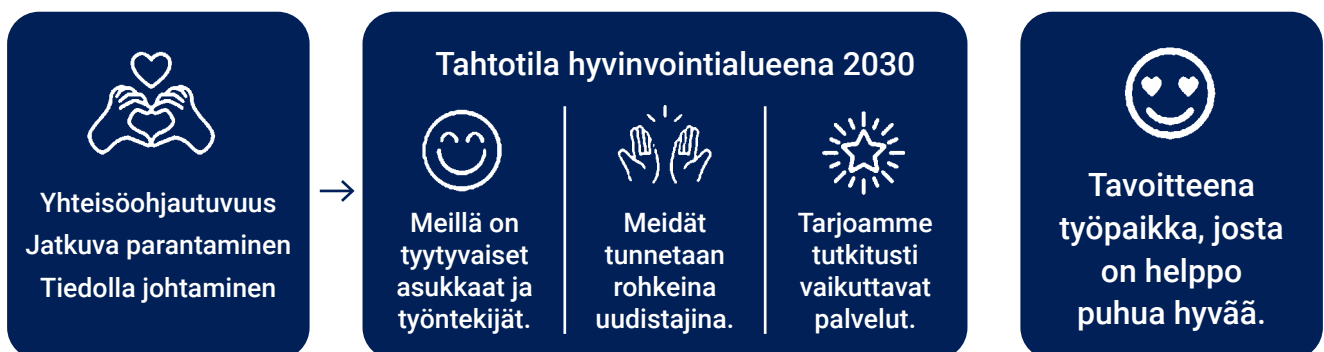 Yhteisöohjautuvuus
Jatkuva parantaminen
Tiedolla johtaminen
Tahtotila hyvinvointialueena 2030
Meillä on
tyytyvaiset
asukkaat ja
työntekijät.
Meidät
tunnetaan
rohkeina
uudistajina.
Tarjoamme
tutkitusti
vaikuttavat
palvelut.
Tavoitteena
työpaikka, josta
on helppo
puhua hyvää.